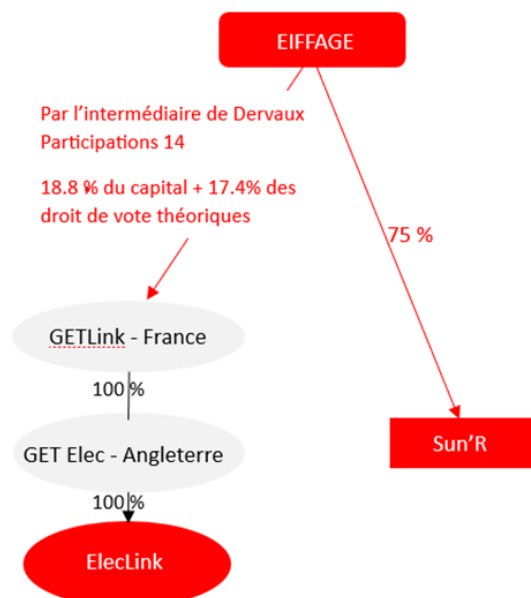 EIFFAGE
Par l'intermédiaire de Dervaux
Participations 14
18.8 % du capital + 17.4% des
droit de vote théoriques
75 %
GETLink - France
100 %
GET Elec - Angleterre
Sun'R
100 %
ElecLink